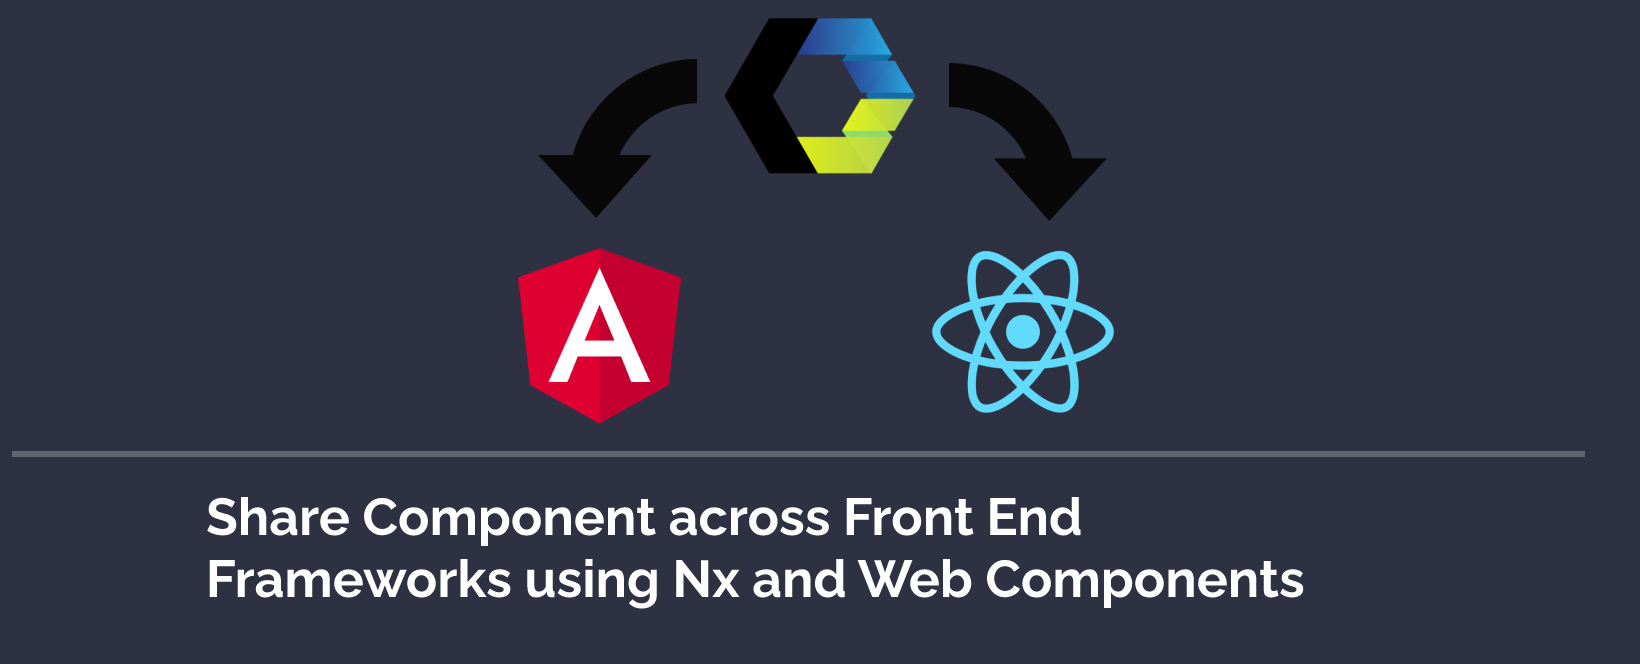 A
Share Component across Front End
Frameworks using Nx and Web Components